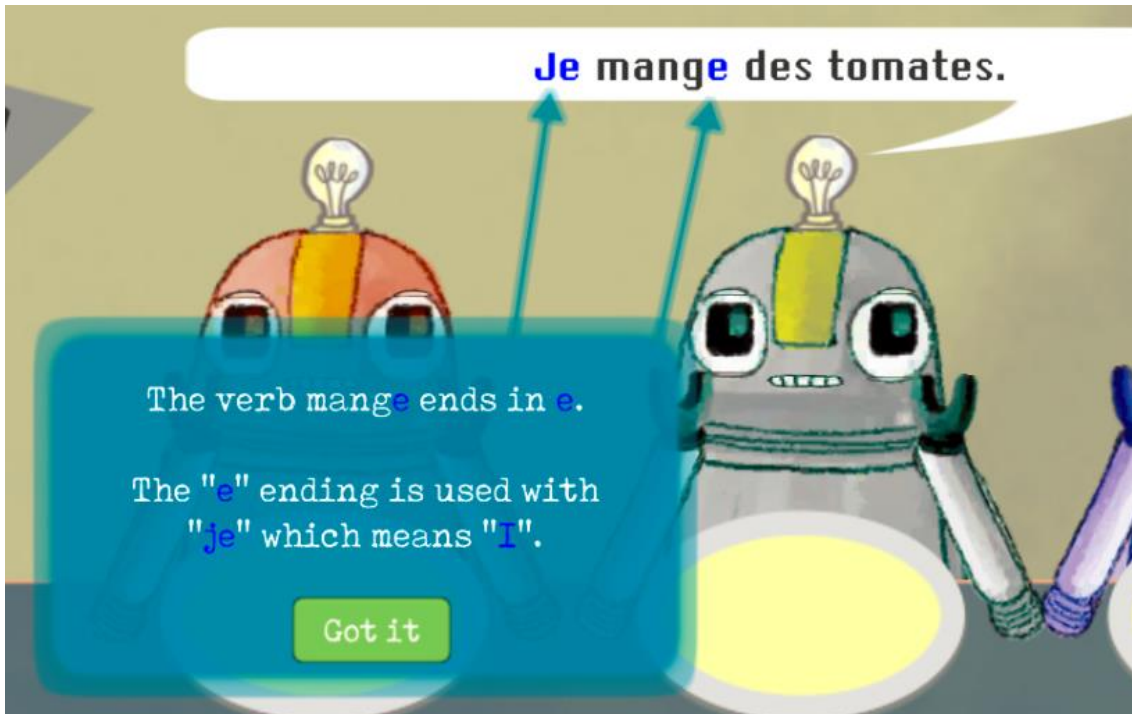 Je mange des tomates.
The verb mange ends in e.
The "e" ending is used with
"je" which means "I".
Got it